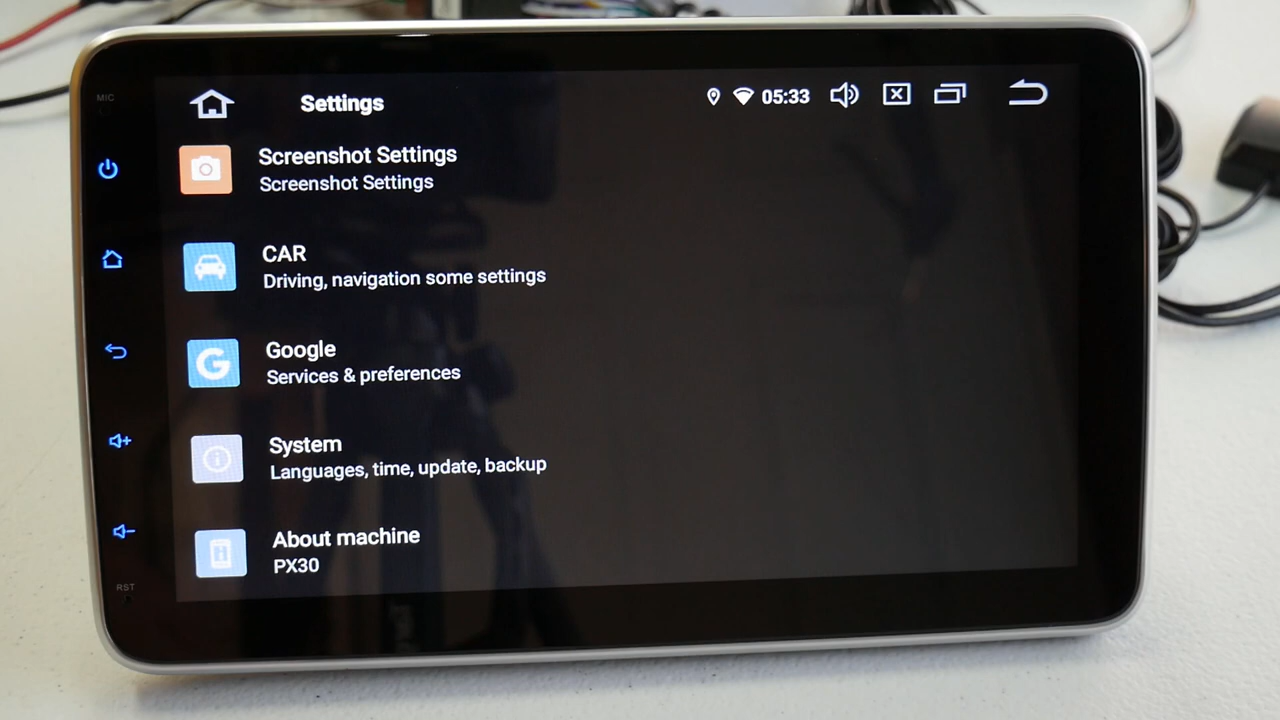 MIC
Settings
05:33
Screenshot Settings
Screenshot Settings
CAR
Driving, navigation some settings
Google
Services & preferences
System
Languages, time, update, backup
About machine
PX30
RST